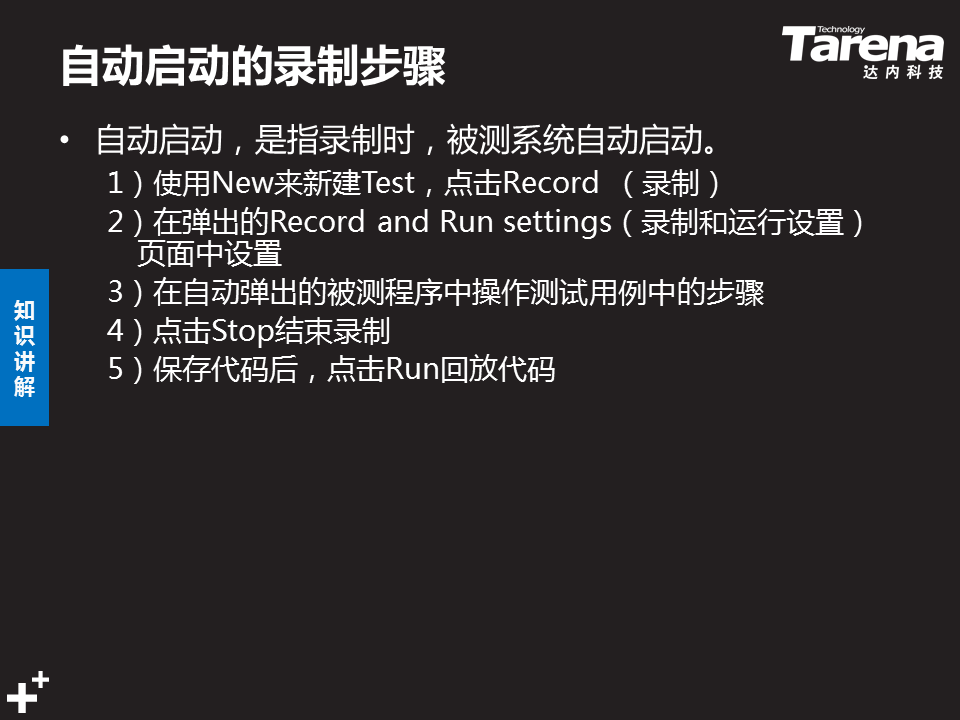 自动启动的录制步骤
Technology
Tarena
达内科技
• 自动启动，是指录制时，被测系统自动启动。
1）使用New来新建Test，点击Record （录制）
2）在弹出的Record and Run settings（录制和运行设置）
页面中设置
3）在自动弹出的被测程序中操作测试用例中的步骤
4）点击Stop结束录制
5）保存代码后，点击Run回放代码
知
识
讲
解